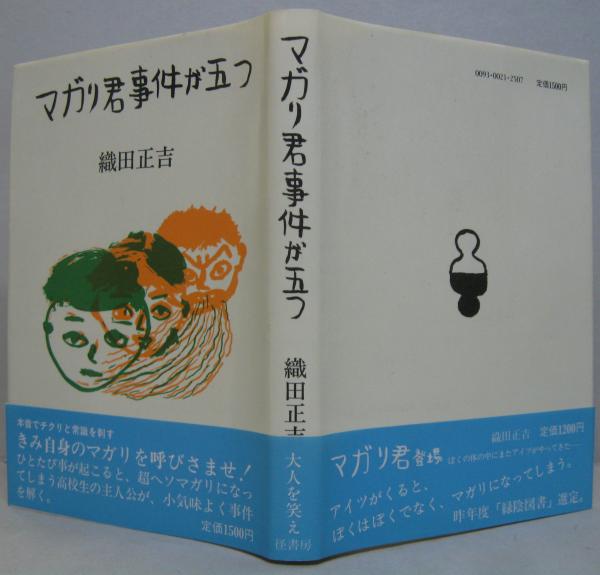 マガリ君事件が五つ
織田正吉
本音でチクリと常識を刺す
きみ自身のマガリを呼びさませ!
ひとたび事が起こると、超ヘソマガリになっ
てしまう高校生の主人公が、小気味よく事件
を解く。
定価1500円
マガリ君事件が五つ
織田正吉
大人を笑え
径書房
0093-0021-2507 定価1500円
マガリ君登場
織田正吉 定価1200円
ぼくの体の中にまたアイツがやってきた──
アイツがくると、
ぼくはぼくでなく、マガリになってしまう。
昨年度「緑陰図書」選定。